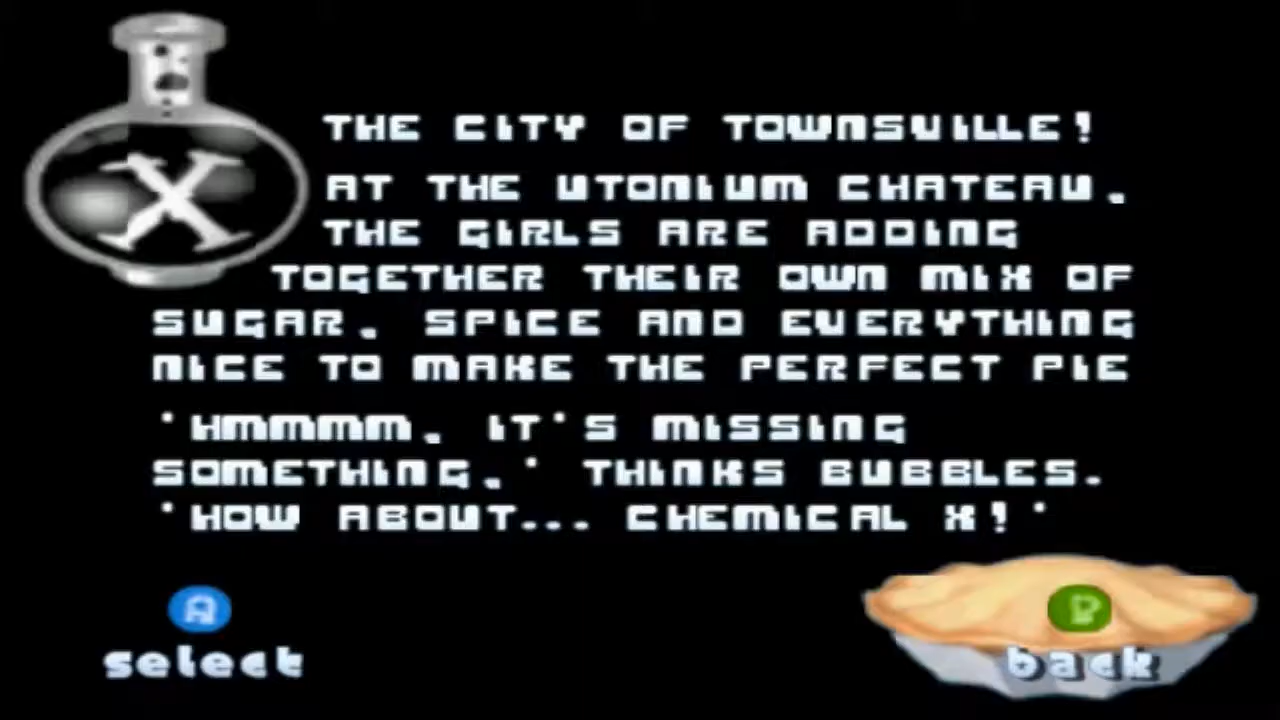 X
THE CITY OF TOWNSVILLE!
AT THE UTONIUM CHATEAU,
THE GIRLS ARE ADDING
TOGETHER THEIR OWN MIX OF
SUGAR, SPICE AND EVERYTHING
NICE TO MAKE THE PERFECT PIE
'HMMMM, IT'S MISSING
SOMETHING,' THINKS BUBBLES.
'HOW ABOUT... CHEMICAL X!'
A
select
B
back